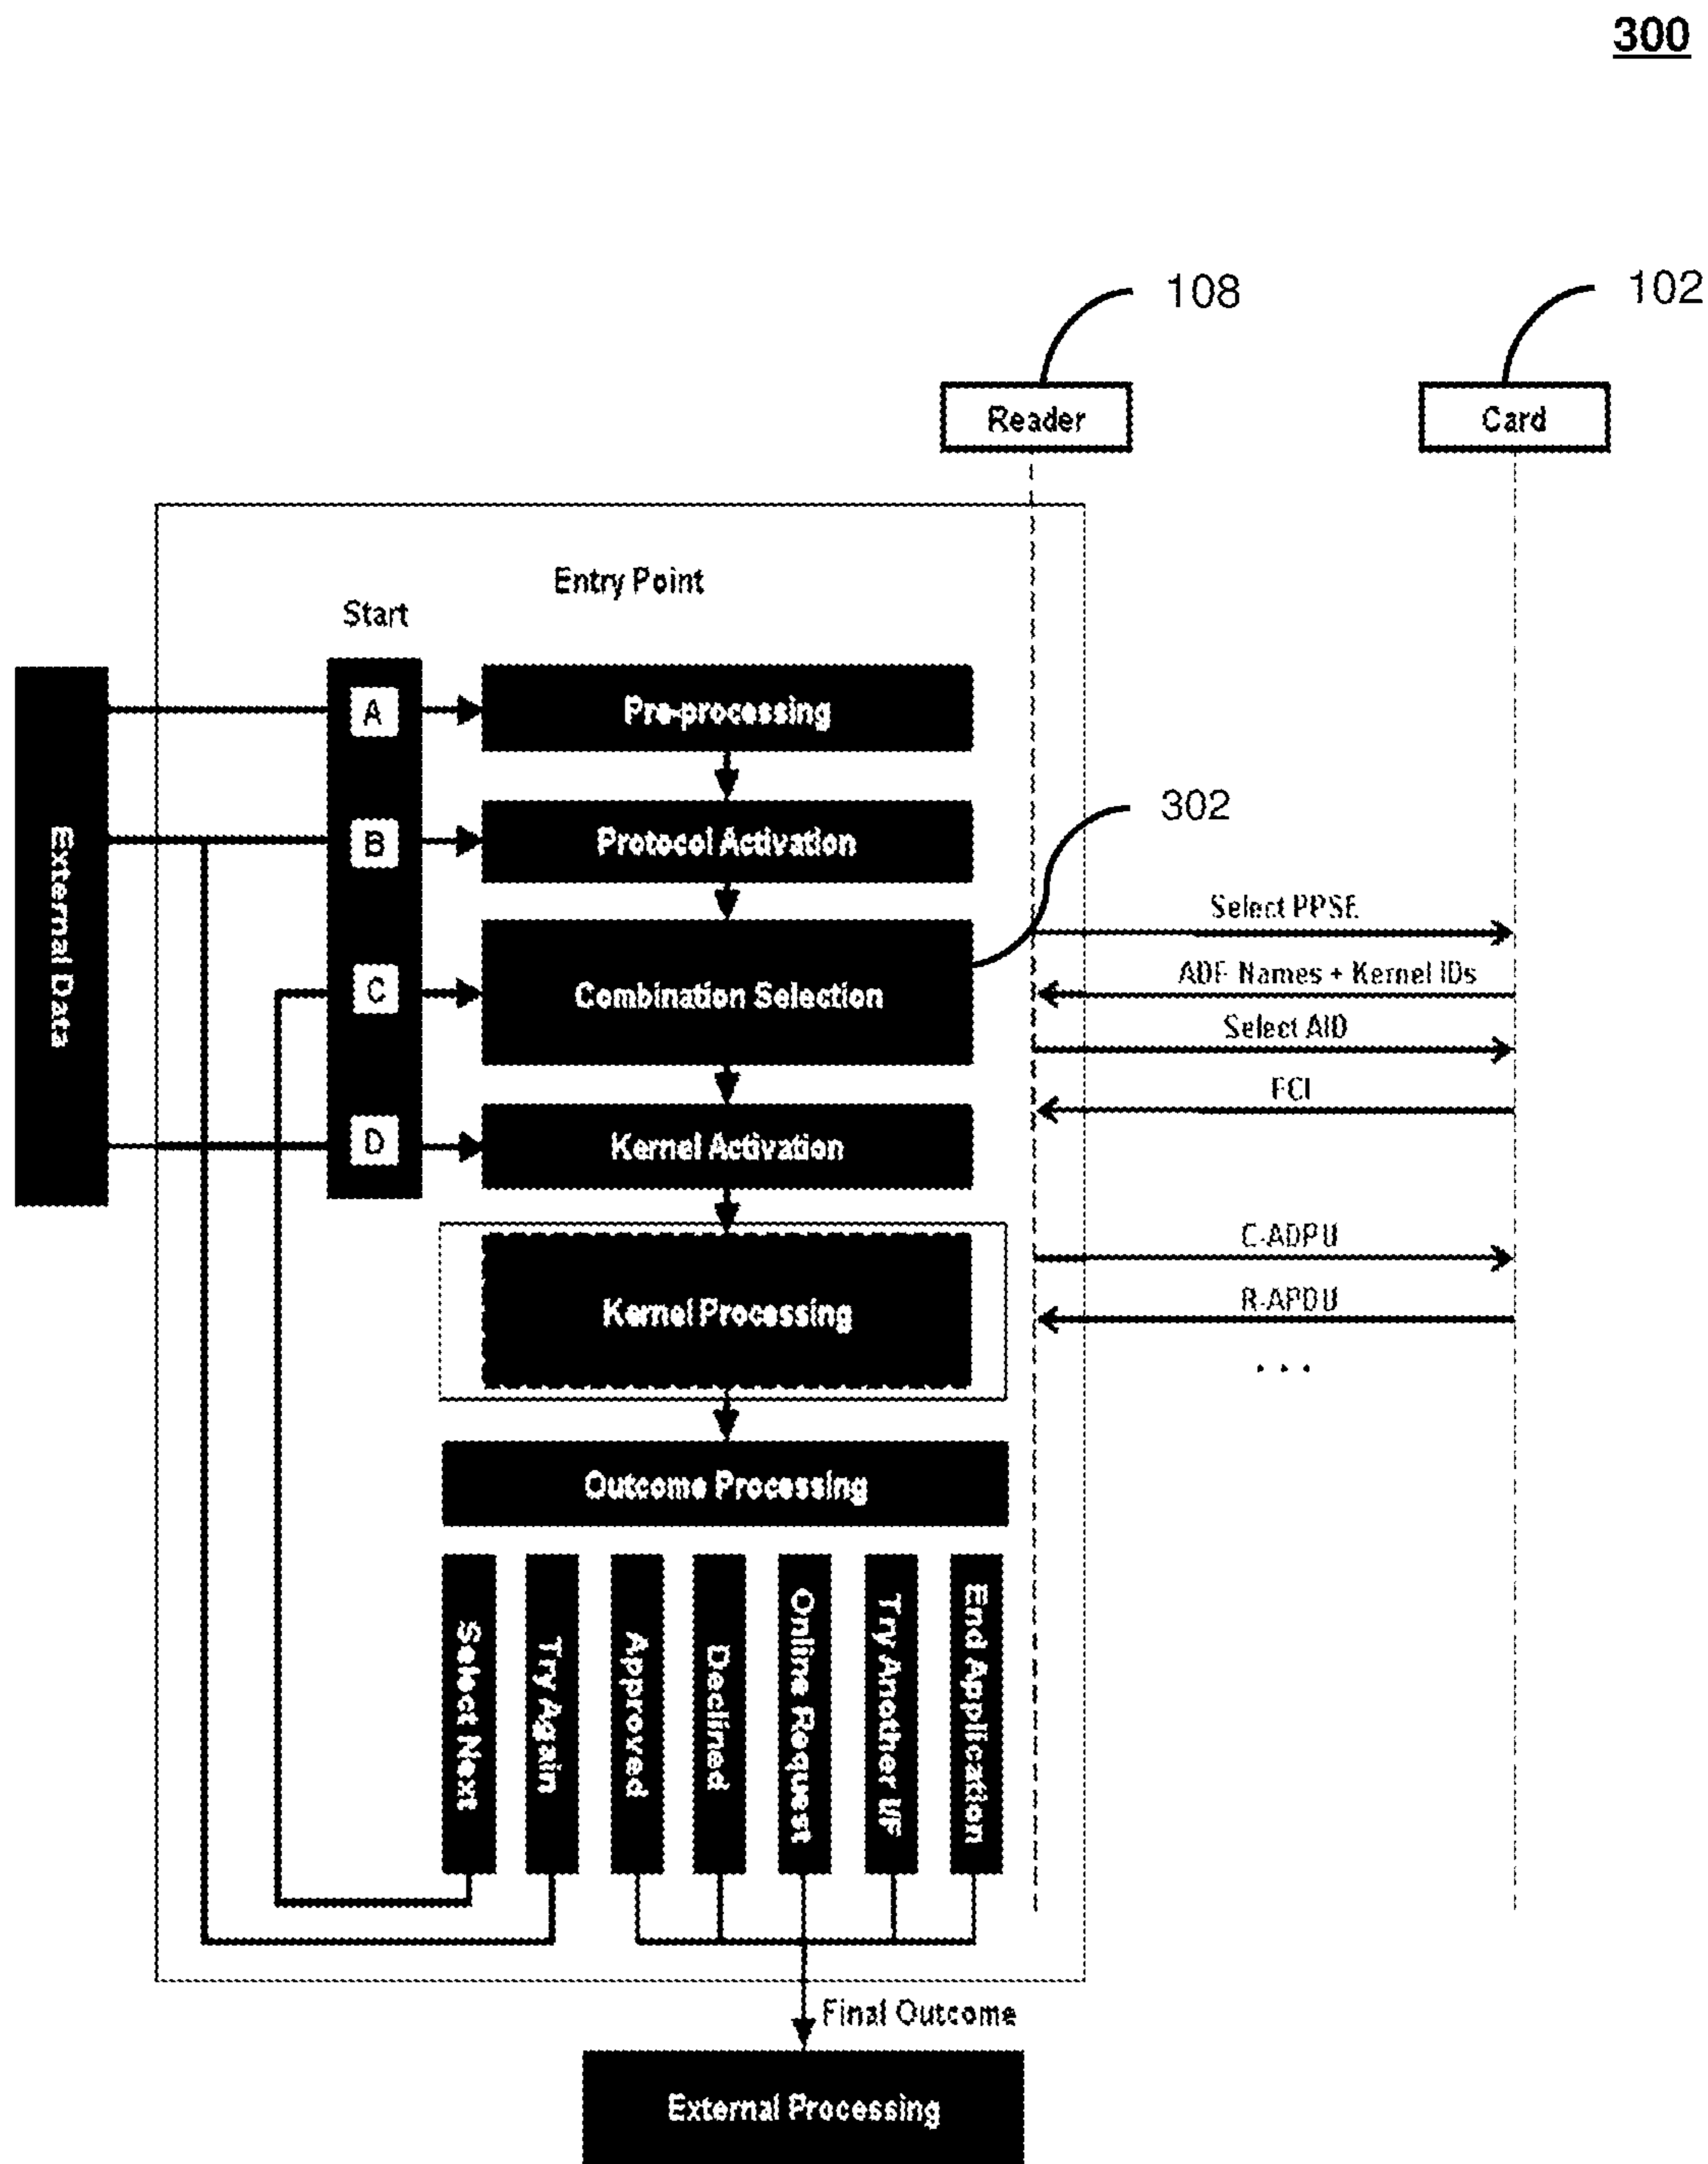 300
108
102
Reader
Card
Entry Point
Start
A
Pre-processing
B
Protocol Activation
302
External Data
Select PPSE
C
Combination Selection
ADF Names + Kernel IDs
Select AID
FCI
D
Kernel Activation
C-ADPU
Kernel Processing
R-APDU
. . .
Outcome Processing
Select Next
Try Again
Approved
Declined
Online Request
Try Another I/F
End Application
Final Outcome
External Processing